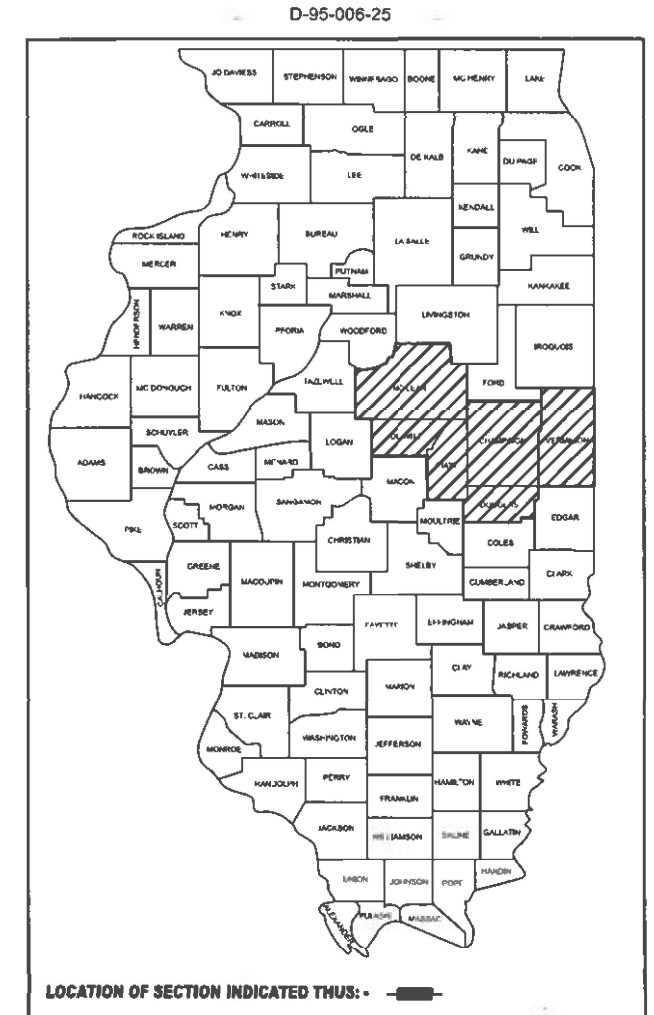 D-95-006-25
JO DAVIESS STEPHENSON WINNEBAGO BOONE MC HENRY LAKE
CARROLL OGLE KANE
DE KALB DU PAGE COOK
WHITESIDE LEE
KENDALL
ROCK ISLAND HENRY BUREAU LA SALLE WILL
MERCER PUTNAM GRUNDY
STARK MARSHALL KANKAKEE
HENDERSON WARREN KNOX PEORIA WOODFORD LIVINGSTON IROQUOIS
HANCOCK MC DONOUGH FULTON TAZEWELL MCLEAN FORD
SCHUYLER MASON LOGAN DE WITT CHAMPAIGN VERMILION
ADAMS BROWN CASS MENARD MACON PIATT
PIKE SCOTT MORGAN SANGAMON MOULTRIE DOUGLAS EDGAR
CHRISTIAN COLES
CALHOUN GREENE MACOUPIN MONTGOMERY SHELBY CUMBERLAND CLARK
JERSEY
MADISON BOND FAYETTE EFFINGHAM JASPER CRAWFORD
CLAY RICHLAND LAWRENCE
CLINTON MARION
ST. CLAIR WAYNE EDWARDS WABASH
MONROE WASHINGTON JEFFERSON
RANDOLPH PERRY HAMILTON WHITE
FRANKLIN
JACKSON WILLIAMSON SALINE GALLATIN
UNION JOHNSON POPE HARDIN
ALEXANDER PULASKI MASSAC
LOCATION OF SECTION INDICATED THUS: -